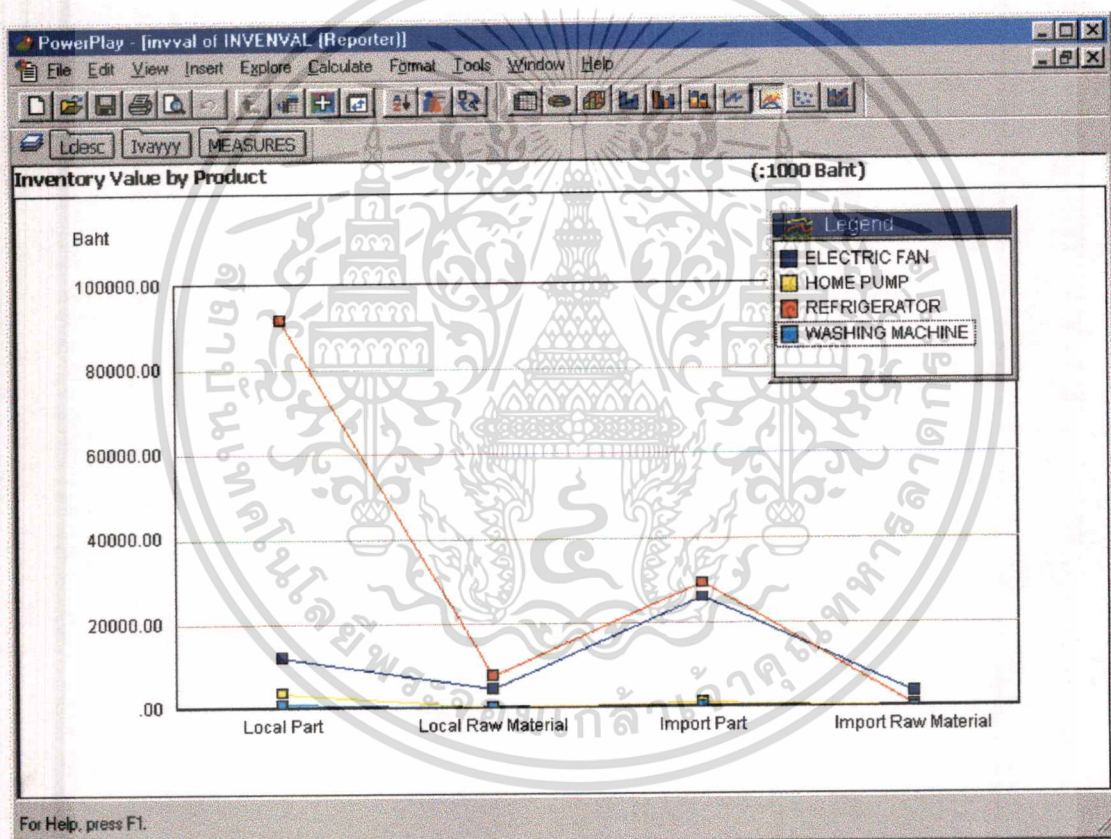 PowerPlay - [invval of INVENVAL (Reporter)]
File Edit View Insert Explore Calculate Format Tools Window Help
Ldesc Ivayyy MEASURES
Inventory Value by Product (:1000 Baht)
Legend
ELECTRIC FAN
HOME PUMP
REFRIGERATOR
WASHING MACHINE
Baht
100000.00
80000.00
60000.00
40000.00
20000.00
.00
Local Part Local Raw Material Import Part Import Raw Material
For Help, press F1.